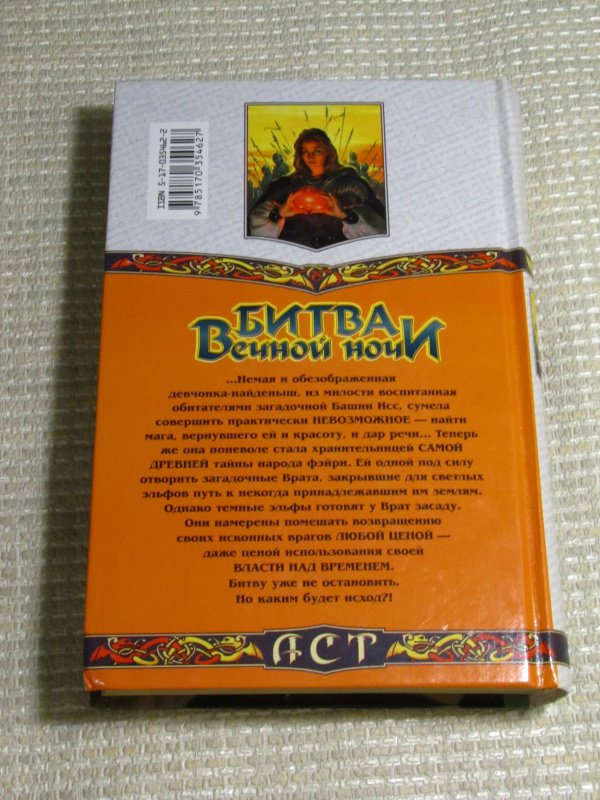 ISBN 5-17-035462-2
9 785170 354627
БИТВА
Вечной ночИ
...Немая и обезображенная
девчонка-найденыш, из милости воспитанная
обитателями загадочной Башни Исс, сумела
совершить практически НЕВОЗМОЖНОЕ — найти
мага, вернувшего ей и красоту, и дар речи... Теперь
же она поневоле стала хранительницей САМОЙ
ДРЕВНЕЙ тайны народа фэйри. Ей одной под силу
отворить загадочные Врата, закрывшие для светлых
эльфов путь к некогда принадлежавшим им землям.
Однако темные эльфы готовят у Врат засаду.
Они намерены помешать возвращению
своих исконных врагов ЛЮБОЙ ЦЕНОЙ —
даже ценой использования своей
ВЛАСТИ НАД ВРЕМЕНЕМ.
Битву уже не остановить.
Но каким будет исход?!
АСТ